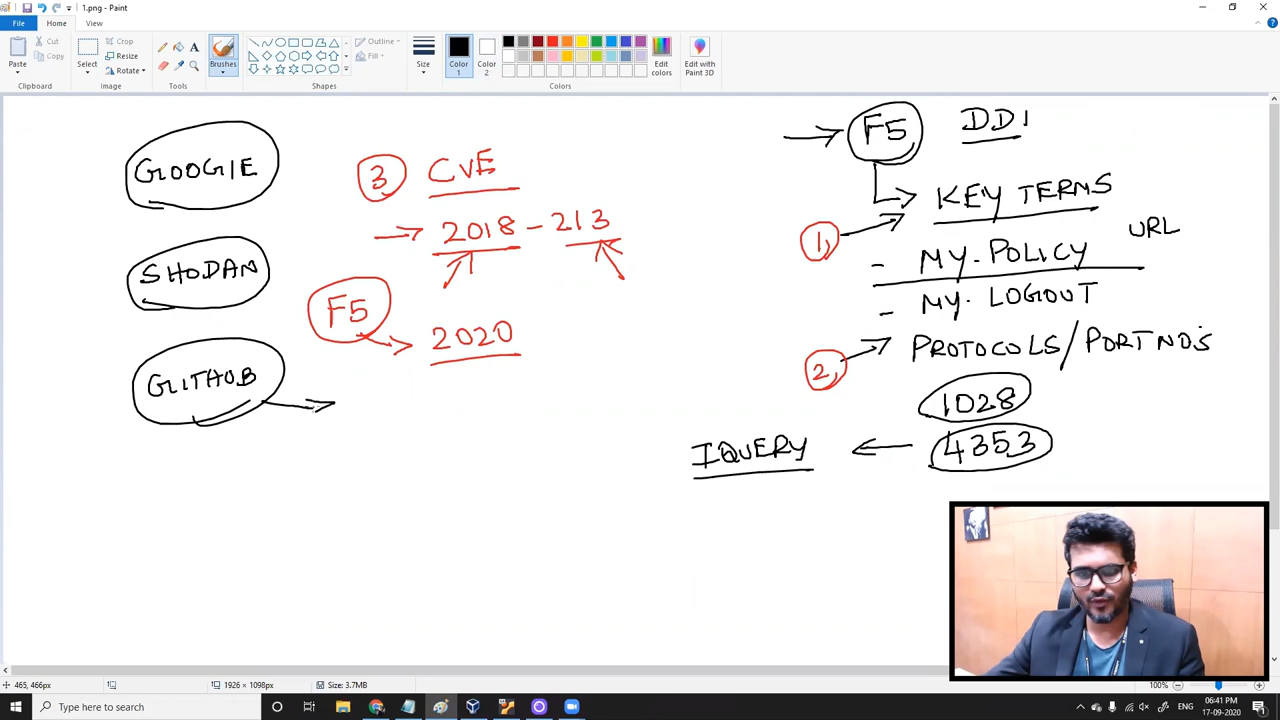 1.png - Paint
File
Home
View
Paste
Cut
Copy
Clipboard
Select
Crop
Resize
Rotate
Image
Tools
Brushes
Outline
Fill
Shapes
Size
Color 1
Color 2
Edit colors
Edit with Paint 3D
Colors
GOOGlE
SHODAN
GITHUB
3 CVE
2018-213
F5
2020
F5 DDI
KEY TERMS
1,
URL
- MY.POLICY
- MY.LOGOUT
2, PROTOCOLS/PORT NO'S
1028
IQUERY
4353
465, 466px
1926 × 1098px
Size: 3.7MB
100%
Type here to search
ENG
06:41 PM
17-09-2020